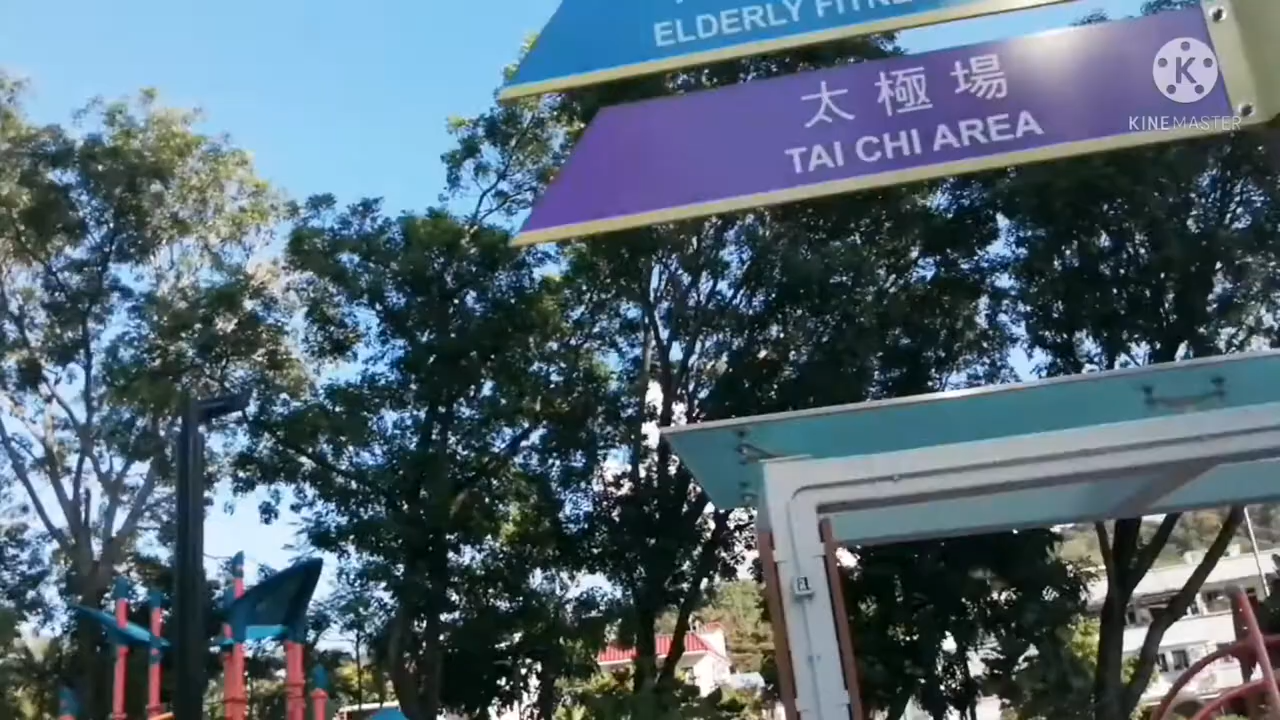 ELDERLY
太極場
TAI CHI AREA
K
KINEMASTER